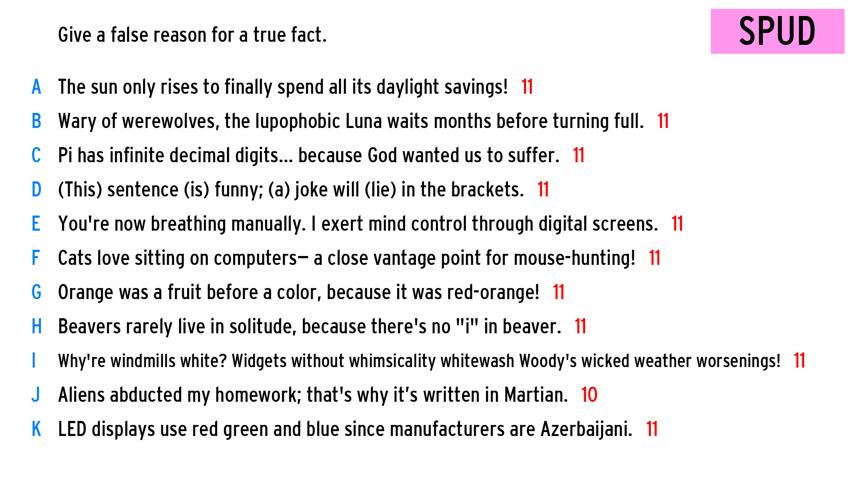 Give a false reason for a true fact.
SPUD
A The sun only rises to finally spend all its daylight savings! 11
B Wary of werewolves, the lupophobic Luna waits months before turning full. 11
C Pi has infinite decimal digits... because God wanted us to suffer. 11
D (This) sentence (is) funny; (a) joke will (lie) in the brackets. 11
E You're now breathing manually. I exert mind control through digital screens. 11
F Cats love sitting on computers— a close vantage point for mouse-hunting! 11
G Orange was a fruit before a color, because it was red-orange! 11
H Beavers rarely live in solitude, because there's no "i" in beaver. 11
I Why're windmills white? Widgets without whimsicality whitewash Woody's wicked weather worsenings! 11
J Aliens abducted my homework; that's why it’s written in Martian. 10
K LED displays use red green and blue since manufacturers are Azerbaijani. 11